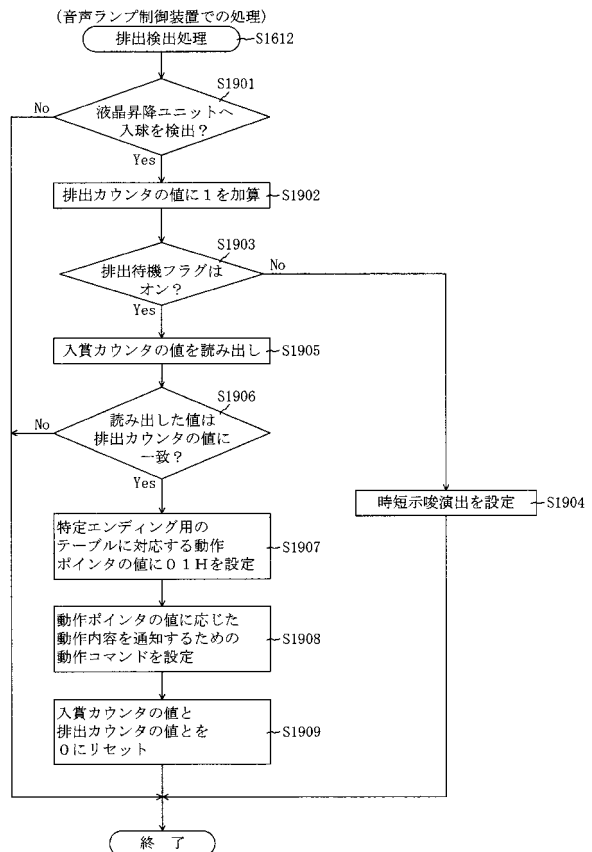 (音声ランプ制御装置での処理)
排出検出処理
S1612
S1901
No
液晶昇降ユニットへ
入球を検出？
Yes
排出カウンタの値に１を加算
S1902
S1903
排出待機フラグは
オン？
No
Yes
入賞カウンタの値を読み出し
S1905
S1906
読み出した値は
排出カウンタの値に
一致？
No
Yes
時短示唆演出を設定
S1904
特定エンディング用の
テーブルに対応する動作
ポインタの値に０１Hを設定
S1907
動作ポインタの値に応じた
動作内容を通知するための
動作コマンドを設定
S1908
入賞カウンタの値と
排出カウンタの値とを
０にリセット
S1909
終 了